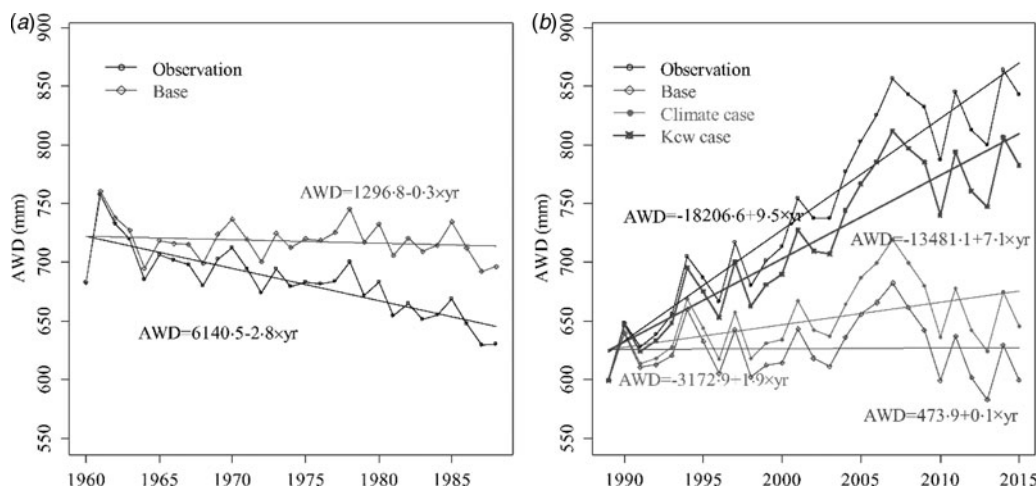 (a)
900
850
800
750
700
650
600
550
AWD (mm)
Observation
Base
AWD=1296·8-0·3×yr
AWD=6140·5-2·8×yr
1960 1965 1970 1975 1980 1985
(b)
900
850
800
750
700
650
600
550
AWD (mm)
Observation
Base
Climate case
Kcw case
AWD=-18206·6+9·5×yr
-13481·1+7·1×yr
AWD=-3172·9+1·9×yr
AWD=473·9+0·1×yr
1990 1995 2000 2005 2010 2015